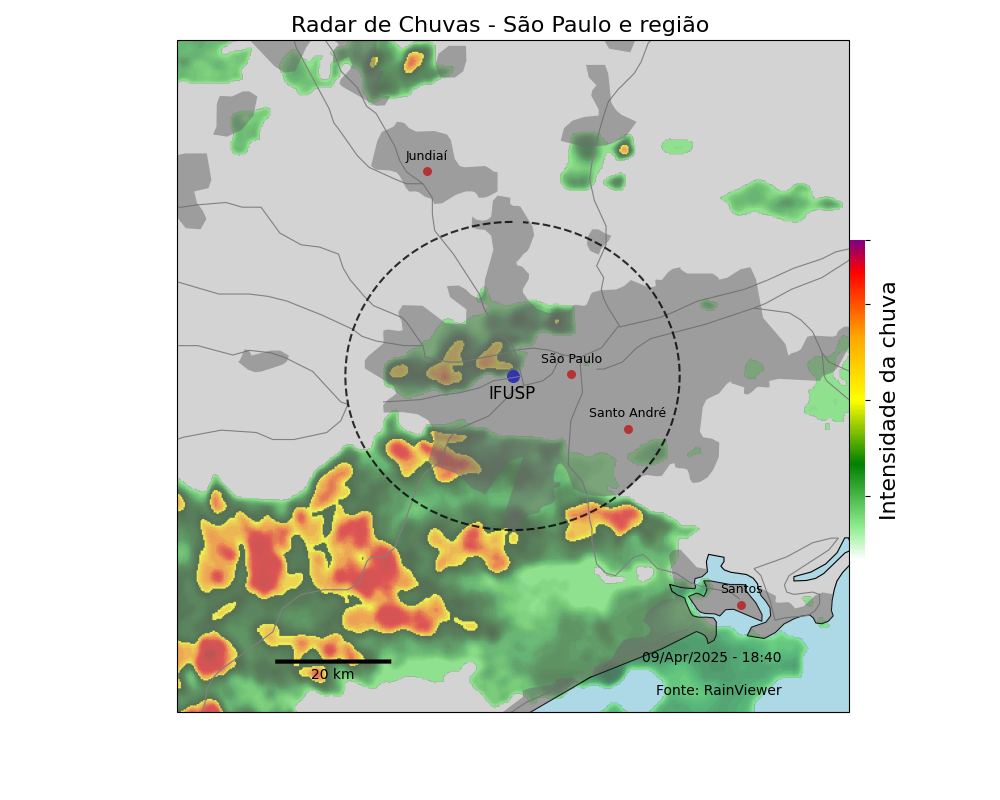 Radar de Chuvas - São Paulo e região
Jundiaí
São Paulo
IFUSP
Santo André
Intensidade da chuva
Santos
09/Apr/2025 - 18:40
20 km
Fonte: RainViewer